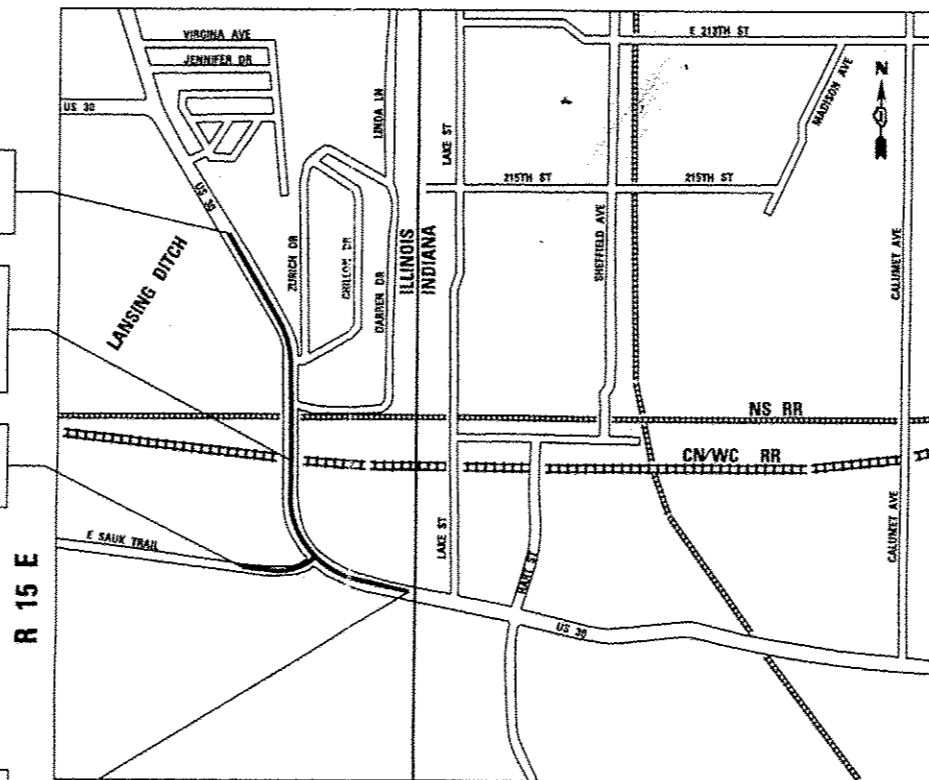 VIRGINA AVE
JENNIFER DR
US 30
US 30
LANSING DITCH
ZURICH DR
CHILLON DR
LINDA LN
DARREN DR
ILLINOIS
INDIANA
LAKE ST
E 213TH ST
MADISON AVE
N
215TH ST
215TH ST
SHEFFIELD AVE
CALUMET AVE
NS RR
CN/WC RR
E SAUK TRAIL
LAKE ST
HART ST
CALUMET AVE
US 30
R 15 E